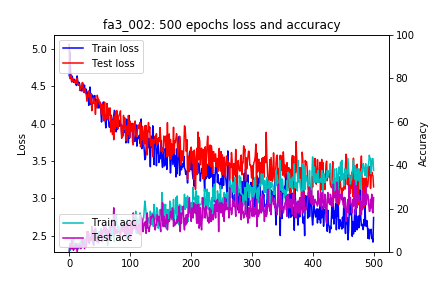 fa3_002: 500 epochs loss and accuracy
Train loss
Test loss
Train acc
Test acc
Loss
5.0
4.5
4.0
3.5
3.0
2.5
Accuracy
100
80
60
40
20
0
0 100 200 300 400 500